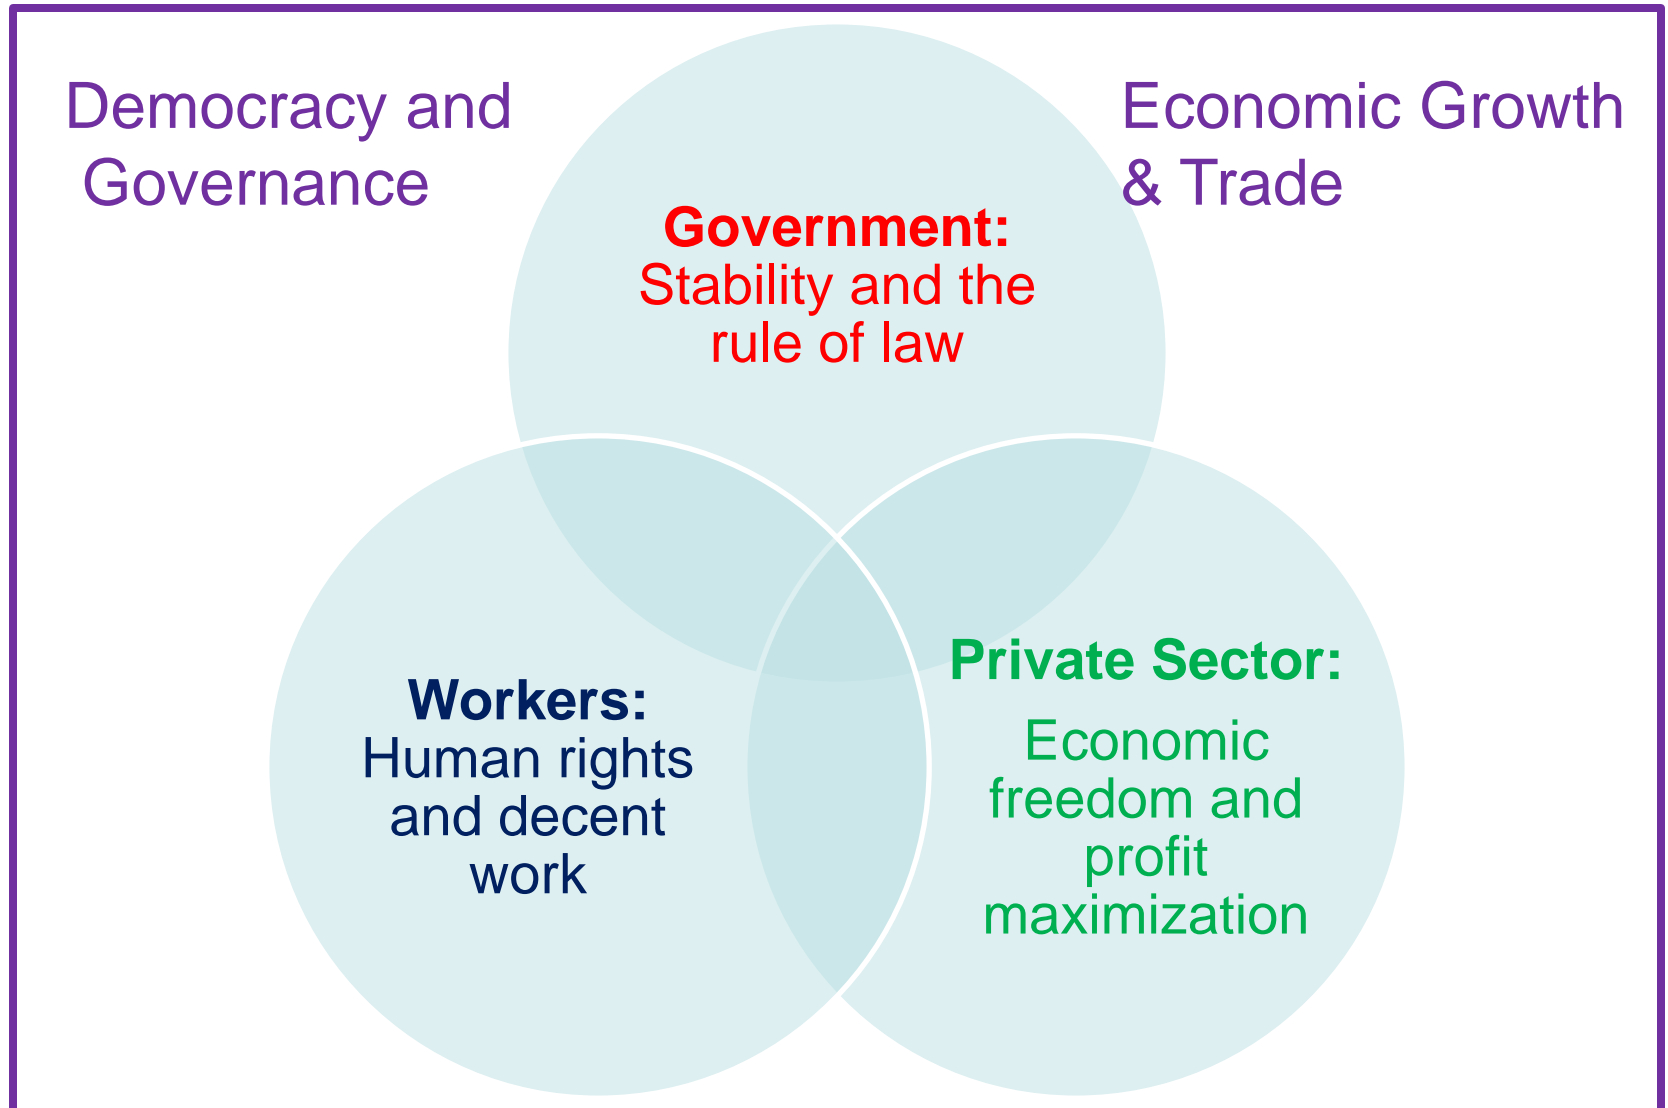 Democracy and
Governance
Economic Growth
& Trade
Government:
Stability and the
rule of law
Workers:
Human rights
and decent
work
Private Sector:
Economic
freedom and
profit
maximization